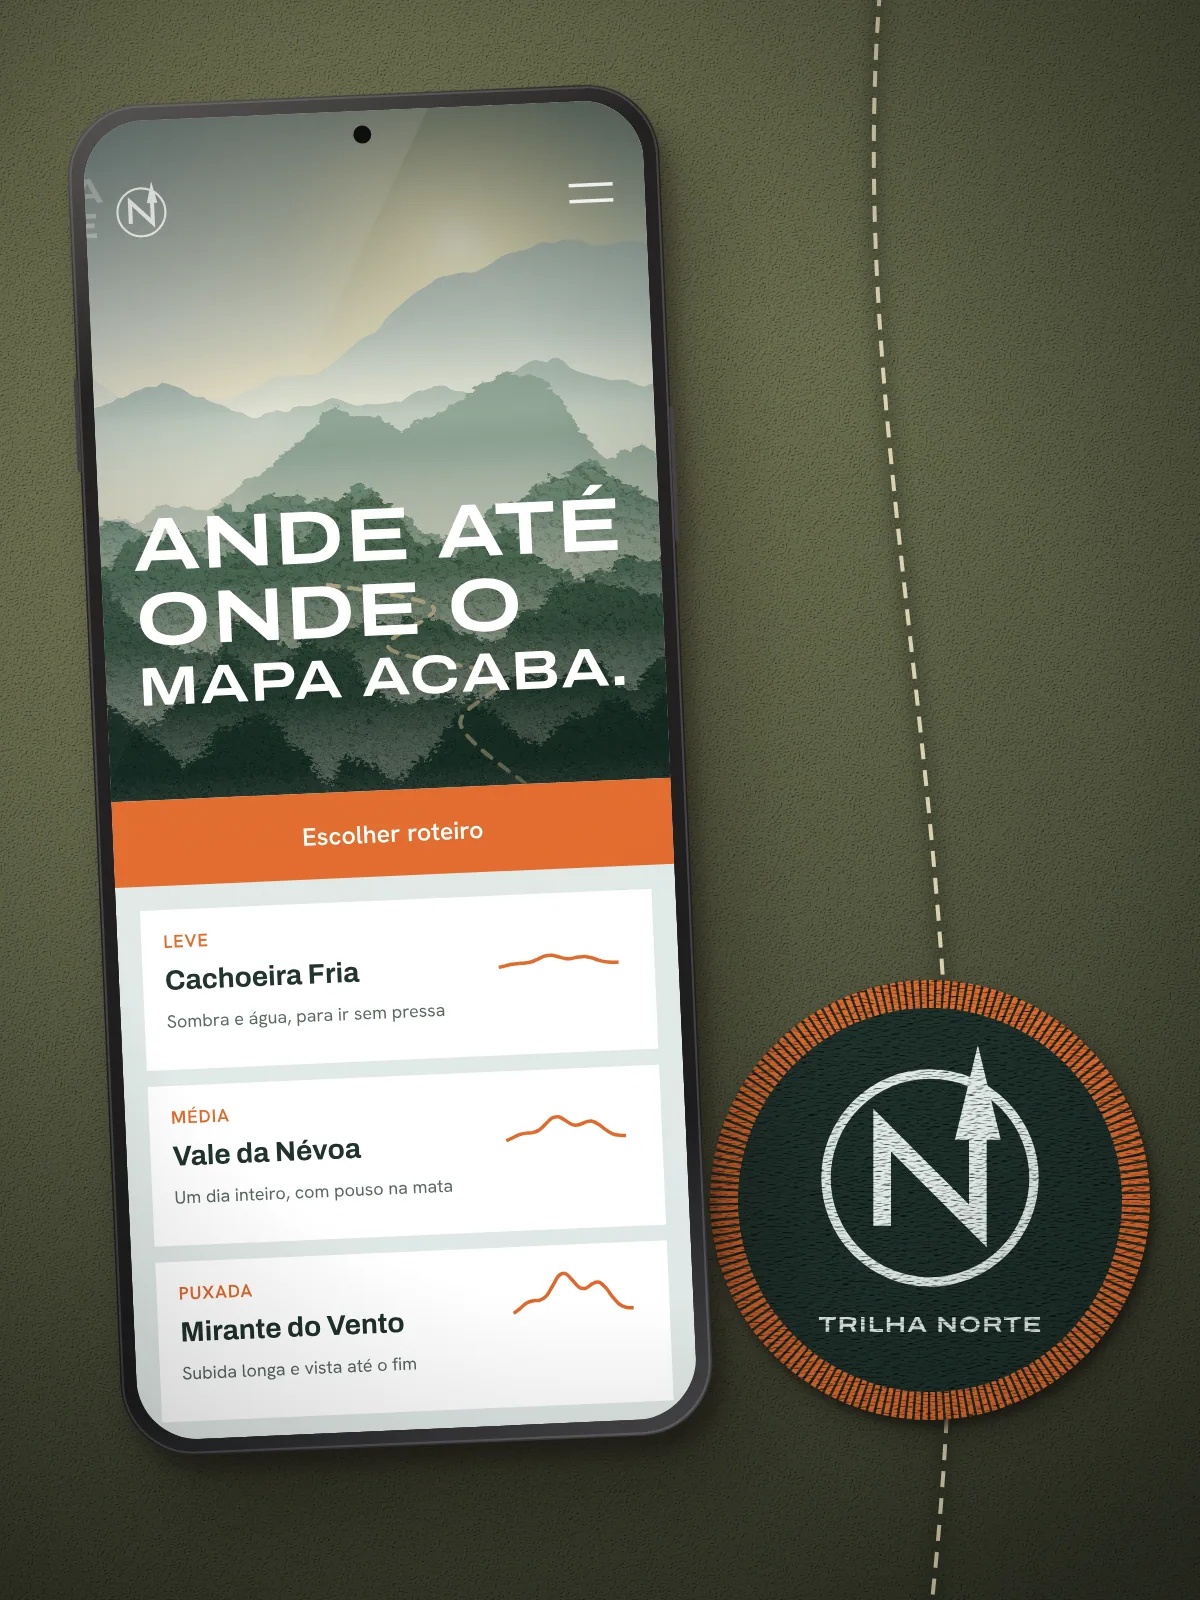 N
ANDE ATÉ
ONDE O
MAPA ACABA.
Escolher roteiro
LEVE
Cachoeira Fria
Sombra e água, para ir sem pressa
MÉDIA
Vale da Névoa
Um dia inteiro, com pouso na mata
PUXADA
Mirante do Vento
Subida longa e vista até o fim
N
TRILHA NORTE